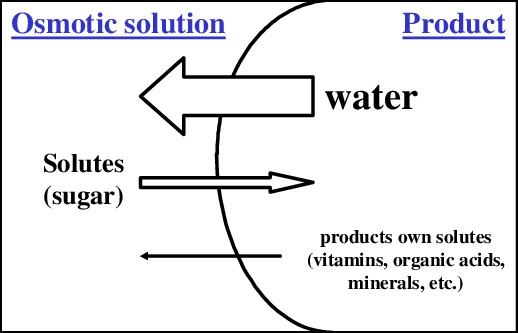 Osmotic solution
Product
water
Solutes
(sugar)
products own solutes
(vitamins, organic acids,
minerals, etc.)